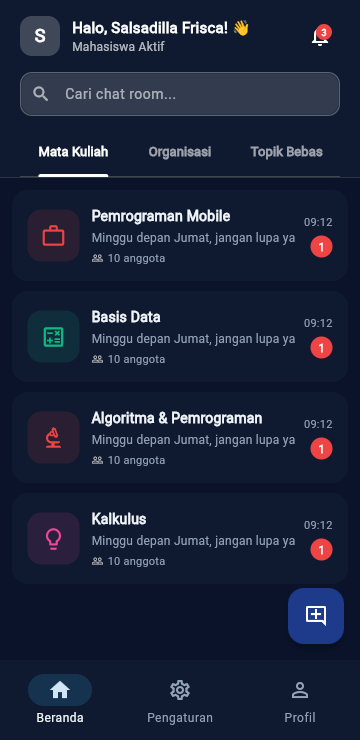 S
Halo, Salsadilla Frisca! 👋
Mahasiswa Aktif
3
Cari chat room...
Mata Kuliah
Organisasi
Topik Bebas
Pemrograman Mobile
09:12
Minggu depan Jumat, jangan lupa ya
1
10 anggota
Basis Data
09:12
Minggu depan Jumat, jangan lupa ya
1
10 anggota
Algoritma & Pemrograman
09:12
Minggu depan Jumat, jangan lupa ya
1
10 anggota
Kalkulus
09:12
Minggu depan Jumat, jangan lupa ya
1
10 anggota
Beranda
Pengaturan
Profil